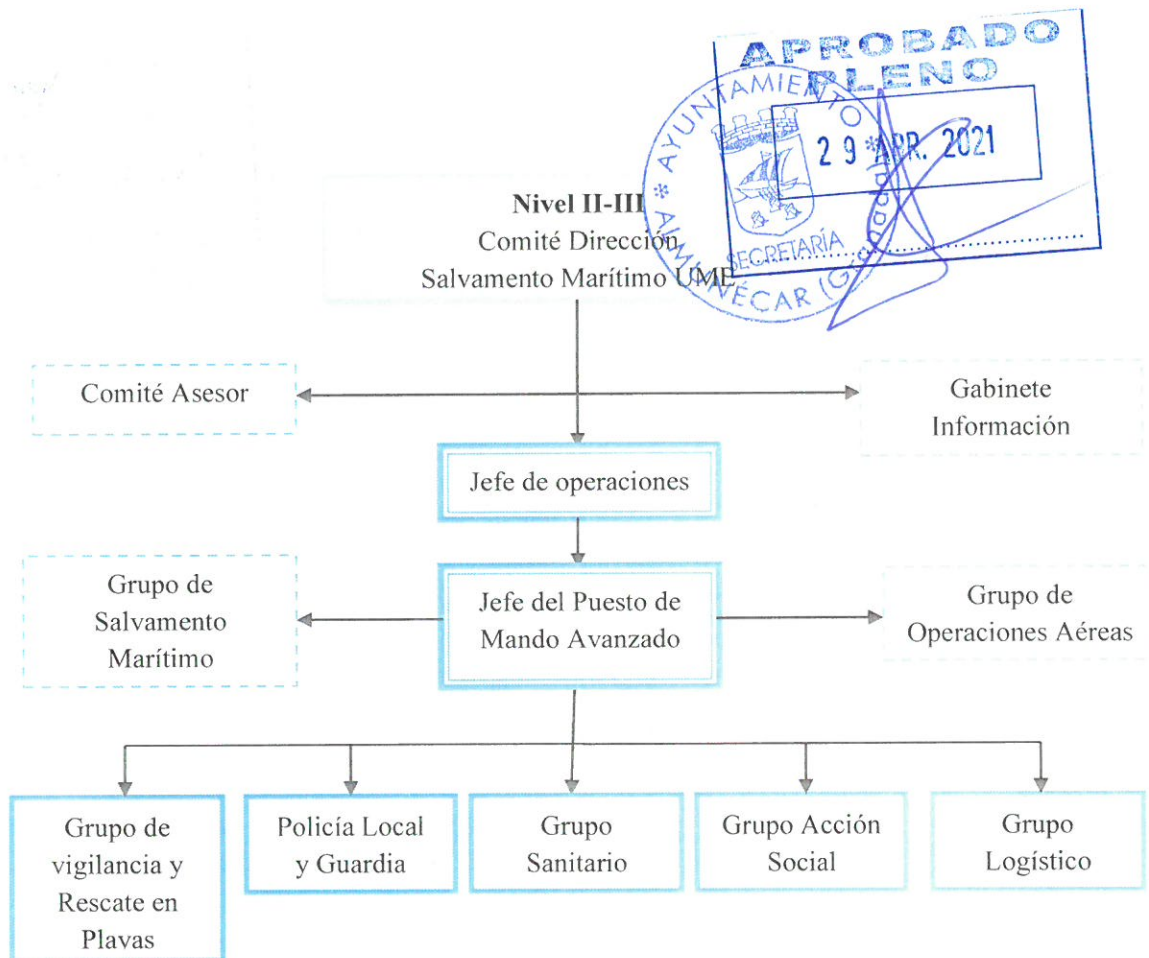 APROBADO
PLENO
29 APR. 2021
* AYUNTAMIENTO *
ALMUÑÉCAR (Granada)
SECRETARÍA
Nivel II-III
Comité Dirección
Salvamento Marítimo UME
Comité Asesor
Gabinete
Información
Jefe de operaciones
Grupo de
Salvamento
Marítimo
Jefe del Puesto de
Mando Avanzado
Grupo de
Operaciones Aéreas
Grupo de
vigilancia y
Rescate en
Playas
Policía Local
y Guardia
Grupo
Sanitario
Grupo Acción
Social
Grupo
Logístico